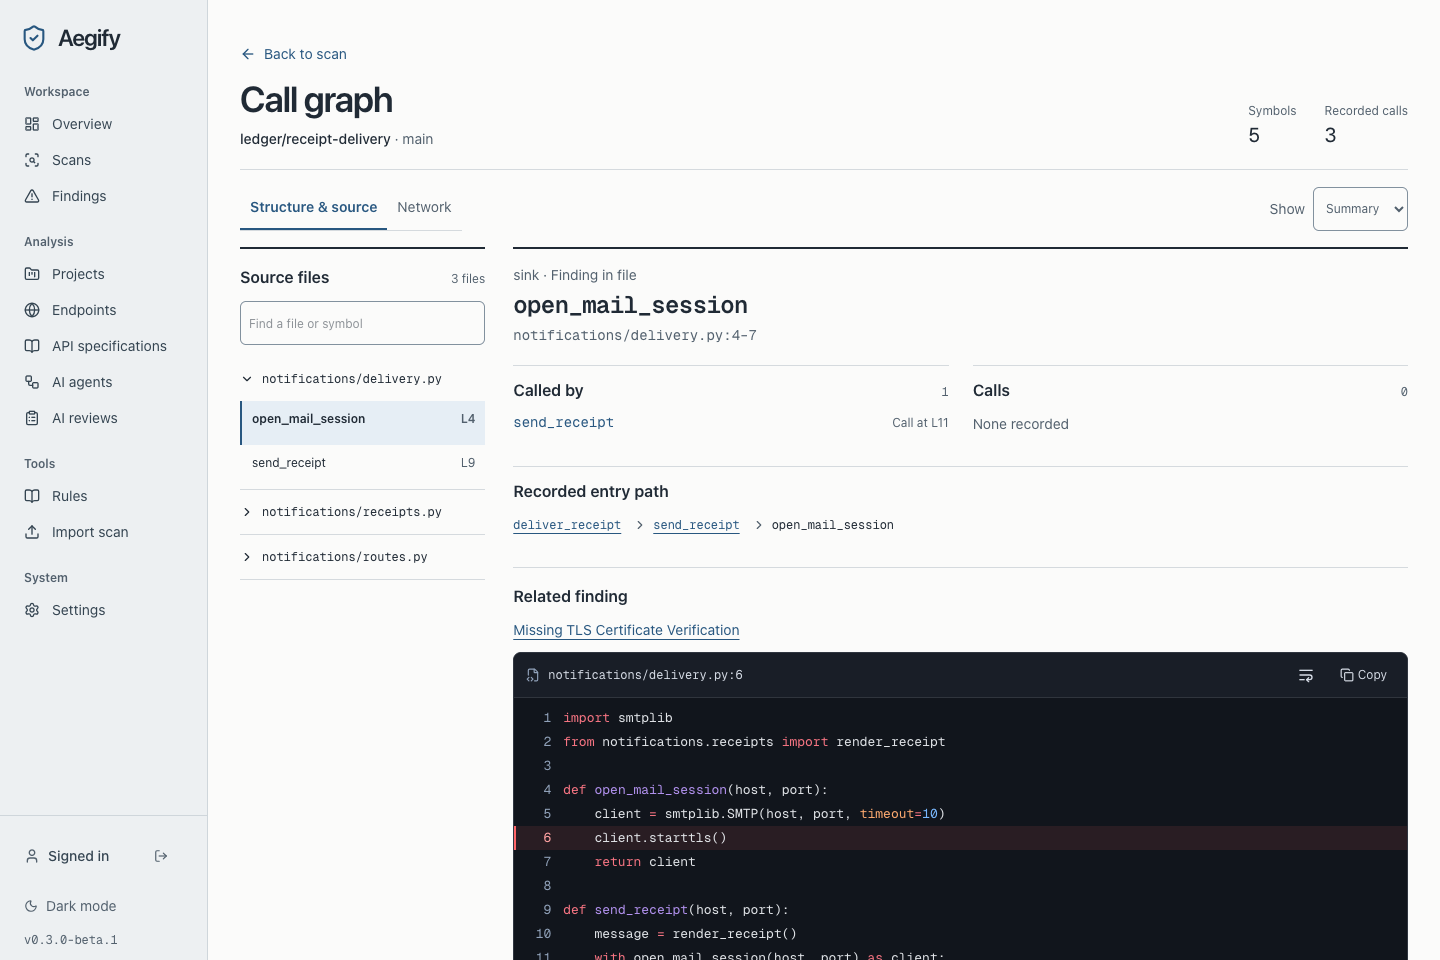 Aegify
Workspace
Overview
Scans
Findings
Analysis
Projects
Endpoints
API specifications
AI agents
AI reviews
Tools
Rules
Import scan
System
Settings
Signed in
Dark mode
v0.3.0-beta.1
Back to scan
Call graph
ledger/receipt-delivery · main
Symbols
5
Recorded calls
3
Structure & source
Network
Show
Summary
Source files
3 files
Find a file or symbol
notifications/delivery.py
open_mail_session L4
send_receipt L9
notifications/receipts.py
notifications/routes.py
sink · Finding in file
open_mail_session
notifications/delivery.py:4-7
Called by 1
send_receipt Call at L11
Calls 0
None recorded
Recorded entry path
deliver_receipt > send_receipt > open_mail_session
Related finding
Missing TLS Certificate Verification
notifications/delivery.py:6
Copy
1 import smtplib
2 from notifications.receipts import render_receipt
3
4 def open_mail_session(host, port):
5     client = smtplib.SMTP(host, port, timeout=10)
6     client.starttls()
7     return client
8
9 def send_receipt(host, port):
10     message = render_receipt()
11     with open_mail_session(host, port) as client: